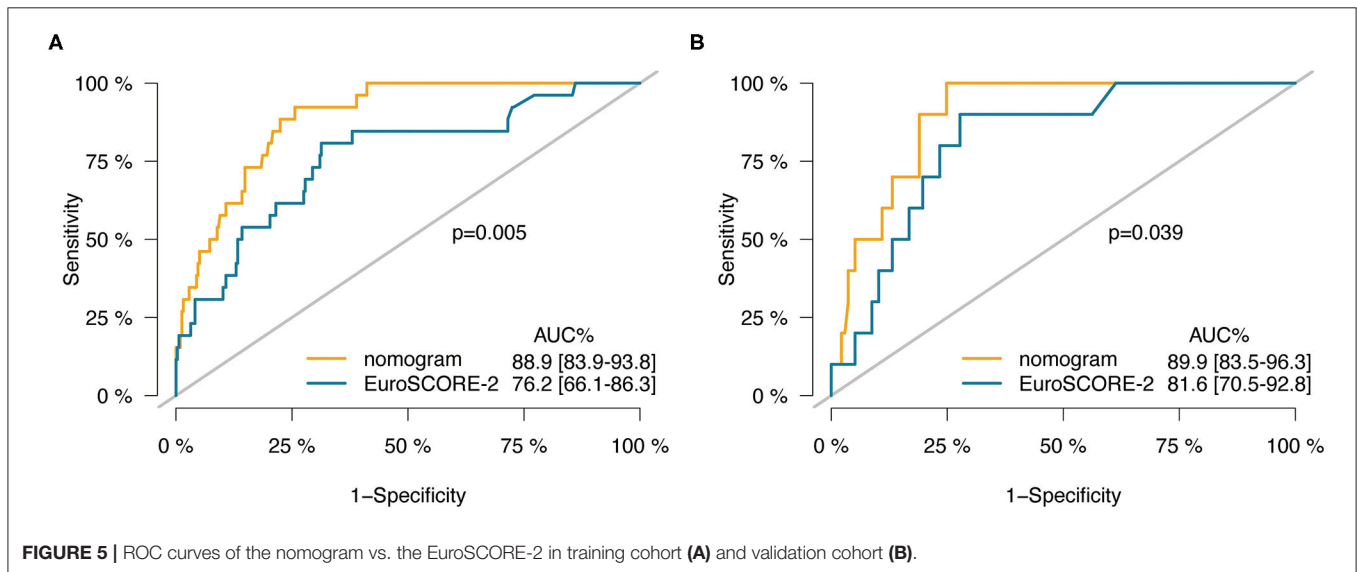 A
100 %
75 %
50 %
25 %
0 %
Sensitivity
p=0.005
AUC%
nomogram 88.9 [83.9-93.8]
EuroSCORE-2 76.2 [66.1-86.3]
0 % 25 % 50 % 75 % 100 %
1−Specificity
B
100 %
75 %
50 %
25 %
0 %
Sensitivity
p=0.039
AUC%
nomogram 89.9 [83.5-96.3]
EuroSCORE-2 81.6 [70.5-92.8]
0 % 25 % 50 % 75 % 100 %
1−Specificity
FIGURE 5 | ROC curves of the nomogram vs. the EuroSCORE-2 in training cohort (A) and validation cohort (B).